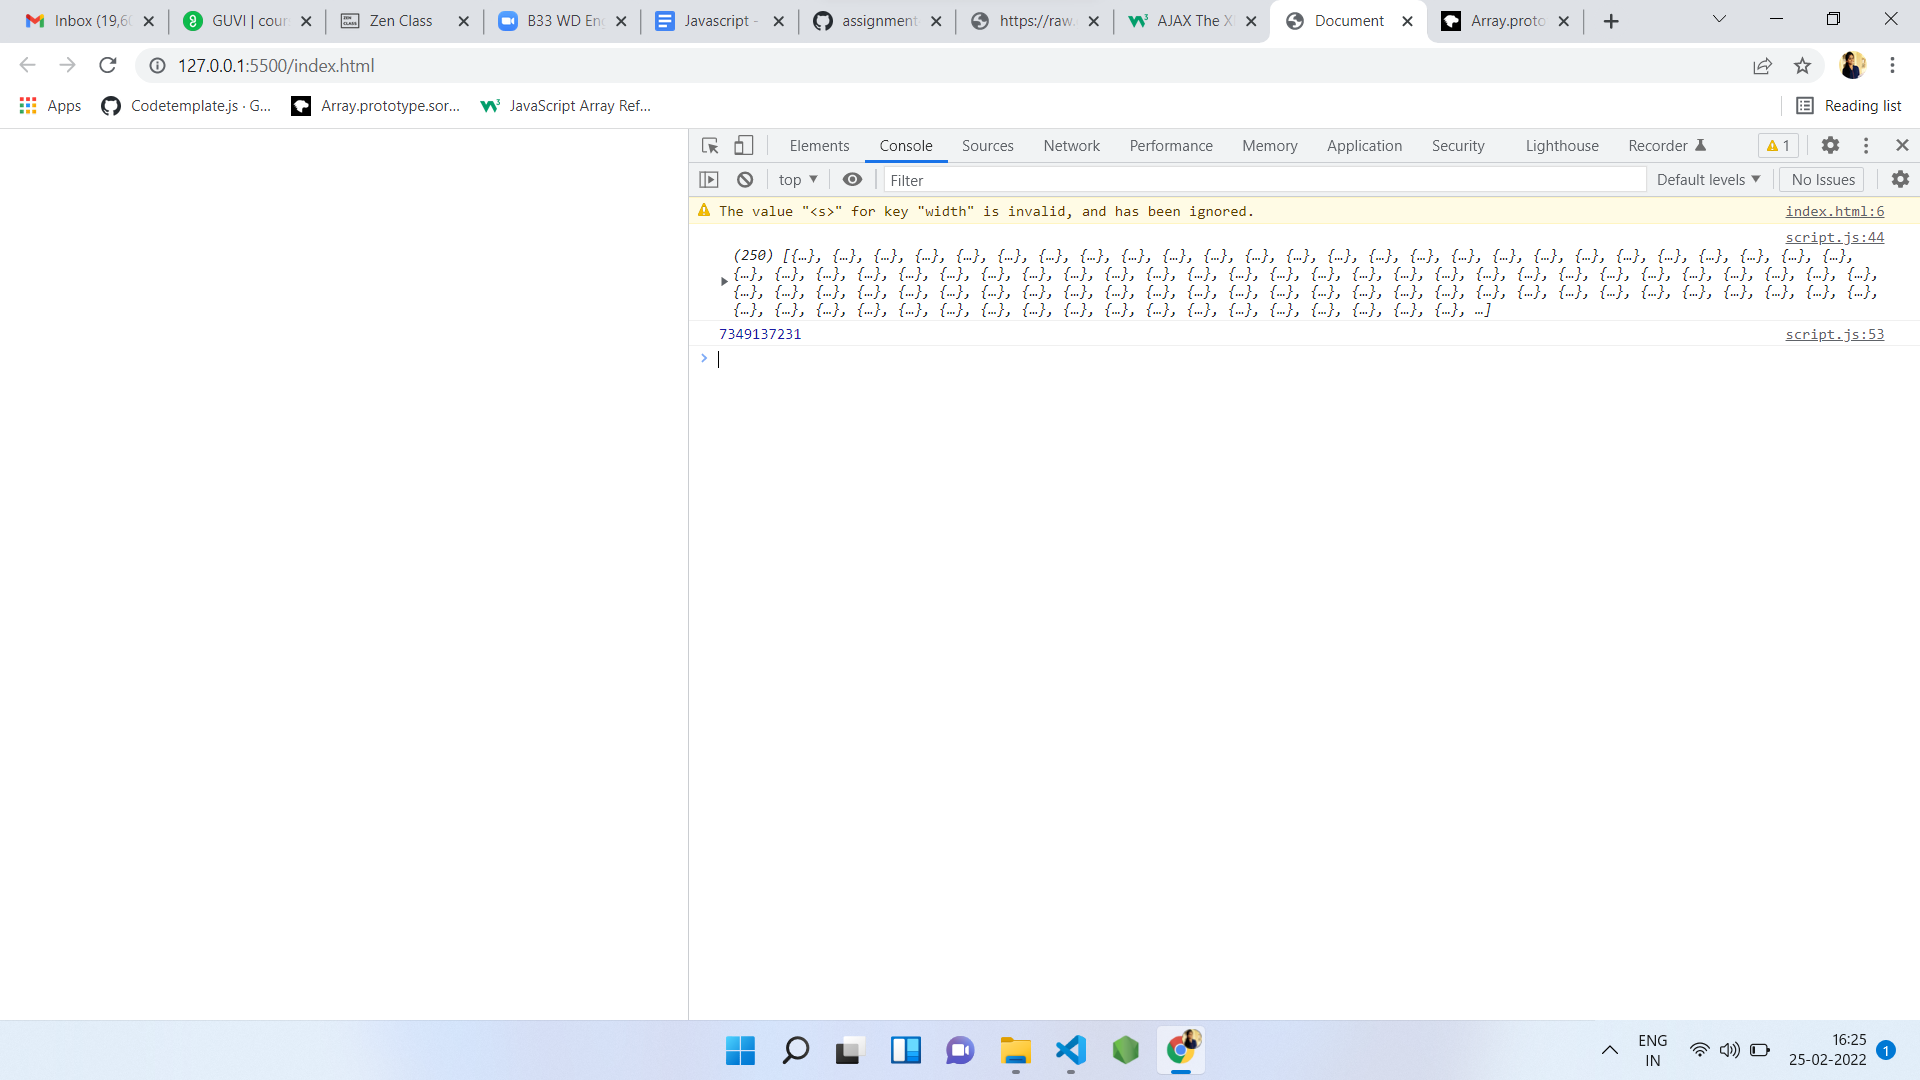 Inbox (19,60
GUVI | cour
Zen Class
B33 WD En
Javascript -
assignment
https://raw.
AJAX The X
Document
Array.proto
127.0.0.1:5500/index.html
Apps
Codetemplate.js · G...
Array.prototype.sor...
JavaScript Array Ref...
Reading list
Elements Console Sources Network Performance Memory Application Security Lighthouse Recorder 1
top Filter Default levels No Issues
The value "<s>" for key "width" is invalid, and has been ignored. index.html:6
script.js:44
(250) [{…}, {…}, {…}, {…}, {…}, {…}, {…}, {…}, {…}, {…}, {…}, {…}, {…}, {…}, {…}, {…}, {…}, {…}, {…}, {…}, {…}, {…}, {…}, {…}, {…}, {…},
{…}, {…}, {…}, {…}, {…}, {…}, {…}, {…}, {…}, {…}, {…}, {…}, {…}, {…}, {…}, {…}, {…}, {…}, {…}, {…}, {…}, {…}, {…}, {…}, {…}, {…}, {…}, {…},
{…}, {…}, {…}, {…}, {…}, {…}, {…}, {…}, {…}, {…}, {…}, {…}, {…}, {…}, {…}, {…}, {…}, {…}, {…}, {…}, {…}, {…}, {…}, {…}, {…}, {…}, {…}, {…},
{…}, {…}, {…}, {…}, {…}, {…}, {…}, {…}, {…}, {…}, {…}, {…}, {…}, {…}, {…}, {…}, {…}, {…}, …]
7349137231 script.js:53
ENG
IN
16:25
25-02-2022
1